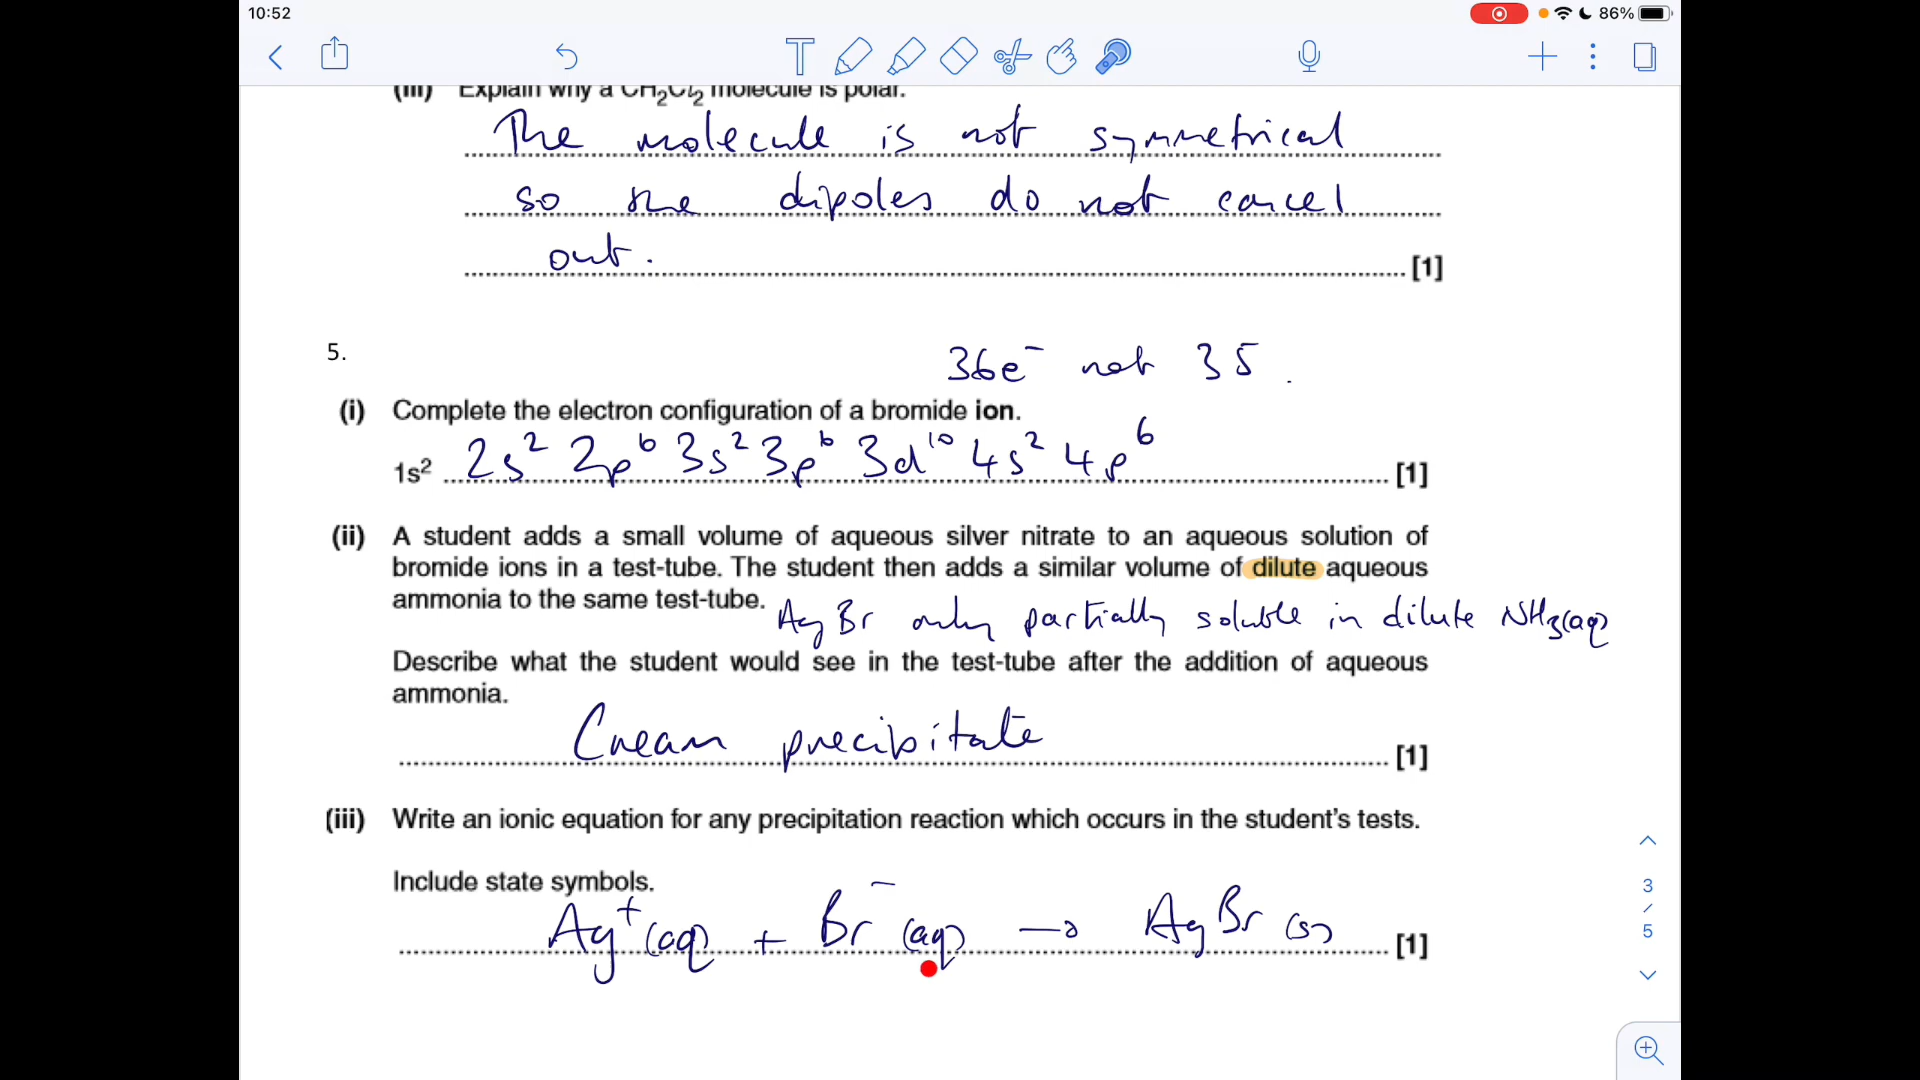 10:52
86%
(iii) Explain why a CH₂Cl₂ molecule is polar.
The molecule is not symmetrical
so the dipoles do not cancel
out. [1]
5.
36e⁻ not 35.
(i) Complete the electron configuration of a bromide ion.
1s² 2s² 2p⁶ 3s² 3p⁶ 3d¹⁰ 4s² 4p⁶ [1]
(ii) A student adds a small volume of aqueous silver nitrate to an aqueous solution of
bromide ions in a test-tube. The student then adds a similar volume of dilute aqueous
ammonia to the same test-tube.
AgBr only partially soluble in dilute NH₃(aq)
Describe what the student would see in the test-tube after the addition of aqueous
ammonia.
Cream precipitate [1]
(iii) Write an ionic equation for any precipitation reaction which occurs in the student's tests.
Include state symbols.
Ag⁺(aq) + Br⁻(aq) → AgBr (s) [1]
3
/
5